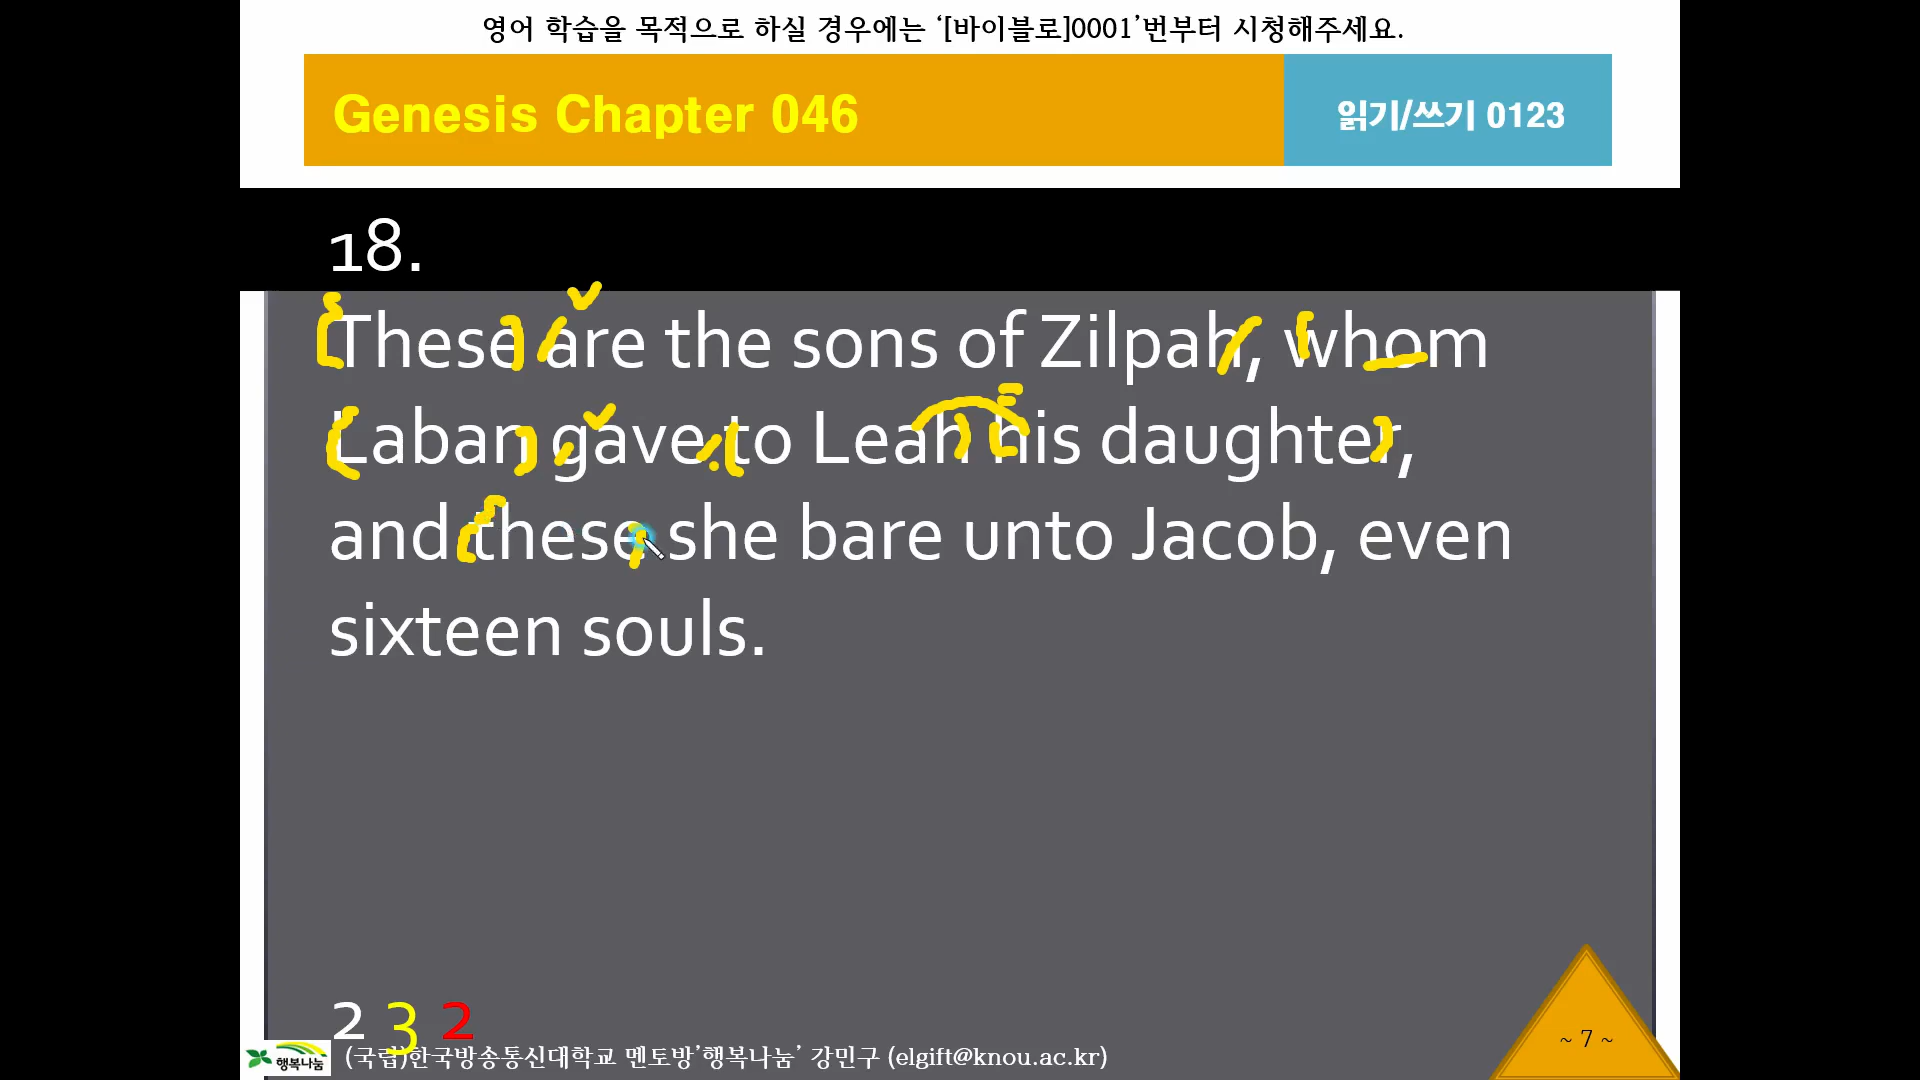 영어 학습을 목적으로 하실 경우에는 ‘[바이블로]0001’번부터 시청해주세요.
Genesis Chapter 046
읽기/쓰기 0123
18.
These are the sons of Zilpah, whom
Laban gave to Leah his daughter,
and these she bare unto Jacob, even
sixteen souls.
2 3 2
행복나눔
(국립)한국방송통신대학교 멘토방’행복나눔’ 강민구 (elgift@knou.ac.kr)
~ 7 ~